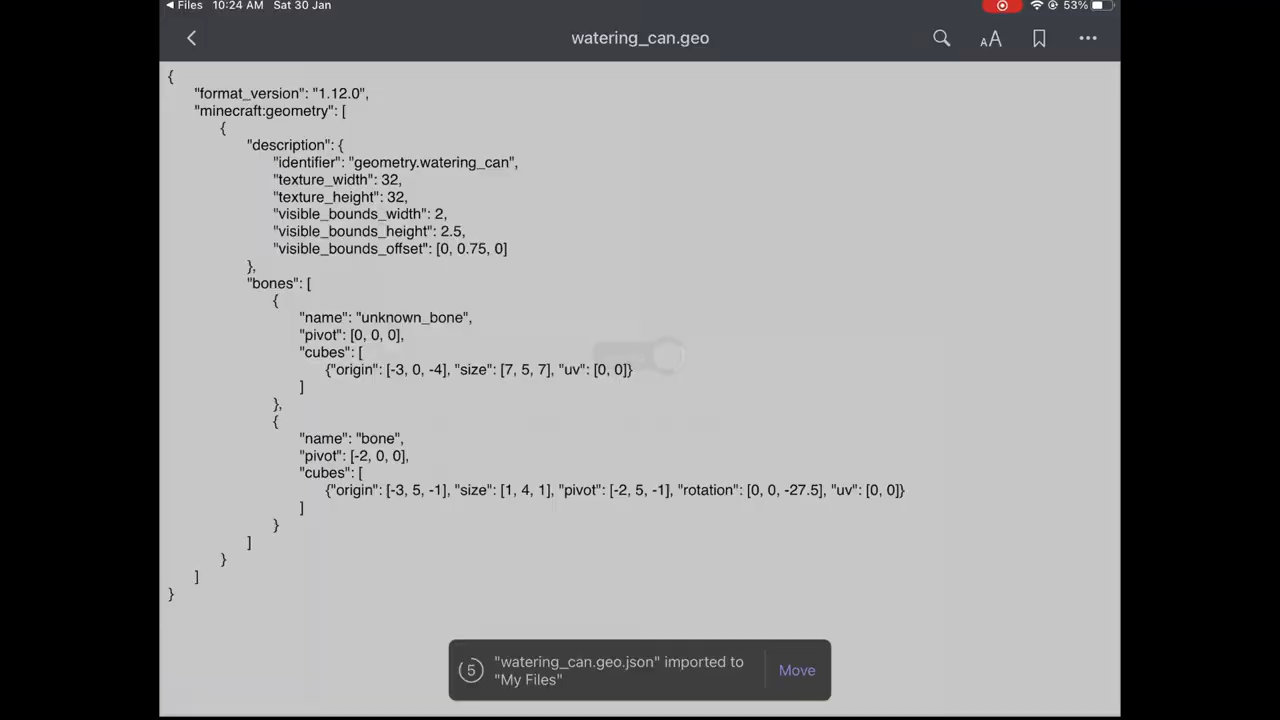 Files 10:24 AM Sat 30 Jan 53%
watering_can.geo AA
{
"format_version": "1.12.0",
"minecraft:geometry": [
{
"description": {
"identifier": "geometry.watering_can",
"texture_width": 32,
"texture_height": 32,
"visible_bounds_width": 2,
"visible_bounds_height": 2.5,
"visible_bounds_offset": [0, 0.75, 0]
},
"bones": [
{
"name": "unknown_bone",
"pivot": [0, 0, 0],
"cubes": [
{"origin": [-3, 0, -4], "size": [7, 5, 7], "uv": [0, 0]}
]
},
{
"name": "bone",
"pivot": [-2, 0, 0],
"cubes": [
{"origin": [-3, 5, -1], "size": [1, 4, 1], "pivot": [-2, 5, -1], "rotation": [0, 0, -27.5], "uv": [0, 0]}
]
}
]
}
]
}
5 "watering_can.geo.json" imported to Move
"My Files"